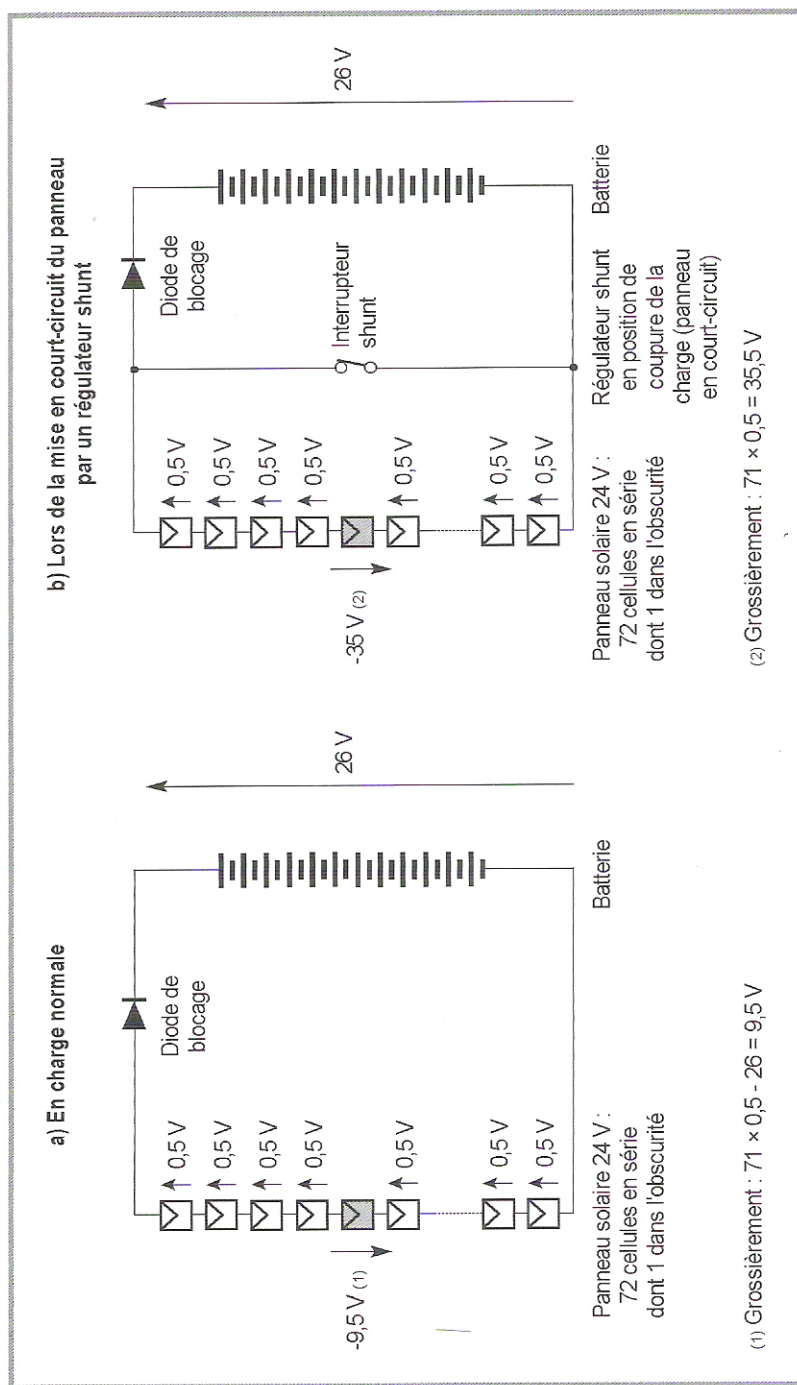 a) En charge normale
Diode de
blocage
0,5 V
0,5 V
0,5 V
0,5 V
0,5 V
0,5 V
0,5 V
-9,5 V (1)
26 V
Panneau solaire 24 V :
72 cellules en série
dont 1 dans l'obscurité
Batterie
(1) Grossièrement : 71 × 0,5 - 26 = 9,5 V
b) Lors de la mise en court-circuit du panneau
par un régulateur shunt
Diode de
blocage
0,5 V
0,5 V
0,5 V
0,5 V
0,5 V
0,5 V
0,5 V
-35 V (2)
Interrupteur
shunt
26 V
Panneau solaire 24 V :
72 cellules en série
dont 1 dans l'obscurité
Régulateur shunt
en position de
coupure de la
charge (panneau
en court-circuit)
Batterie
(2) Grossièrement : 71 × 0,5 = 35,5 V